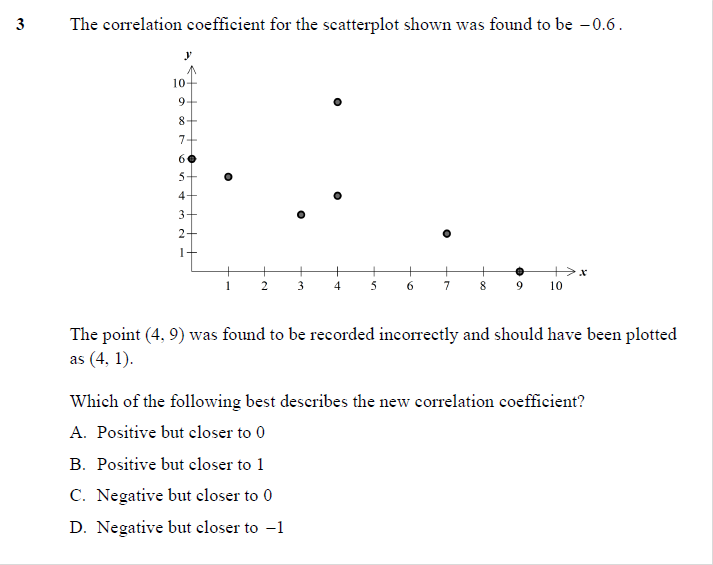 3 The correlation coefficient for the scatterplot shown was found to be −0.6.
y
10
9
8
7
6
5
4
3
2
1
1 2 3 4 5 6 7 8 9 10 x
The point (4, 9) was found to be recorded incorrectly and should have been plotted
as (4, 1).
Which of the following best describes the new correlation coefficient?
A. Positive but closer to 0
B. Positive but closer to 1
C. Negative but closer to 0
D. Negative but closer to −1